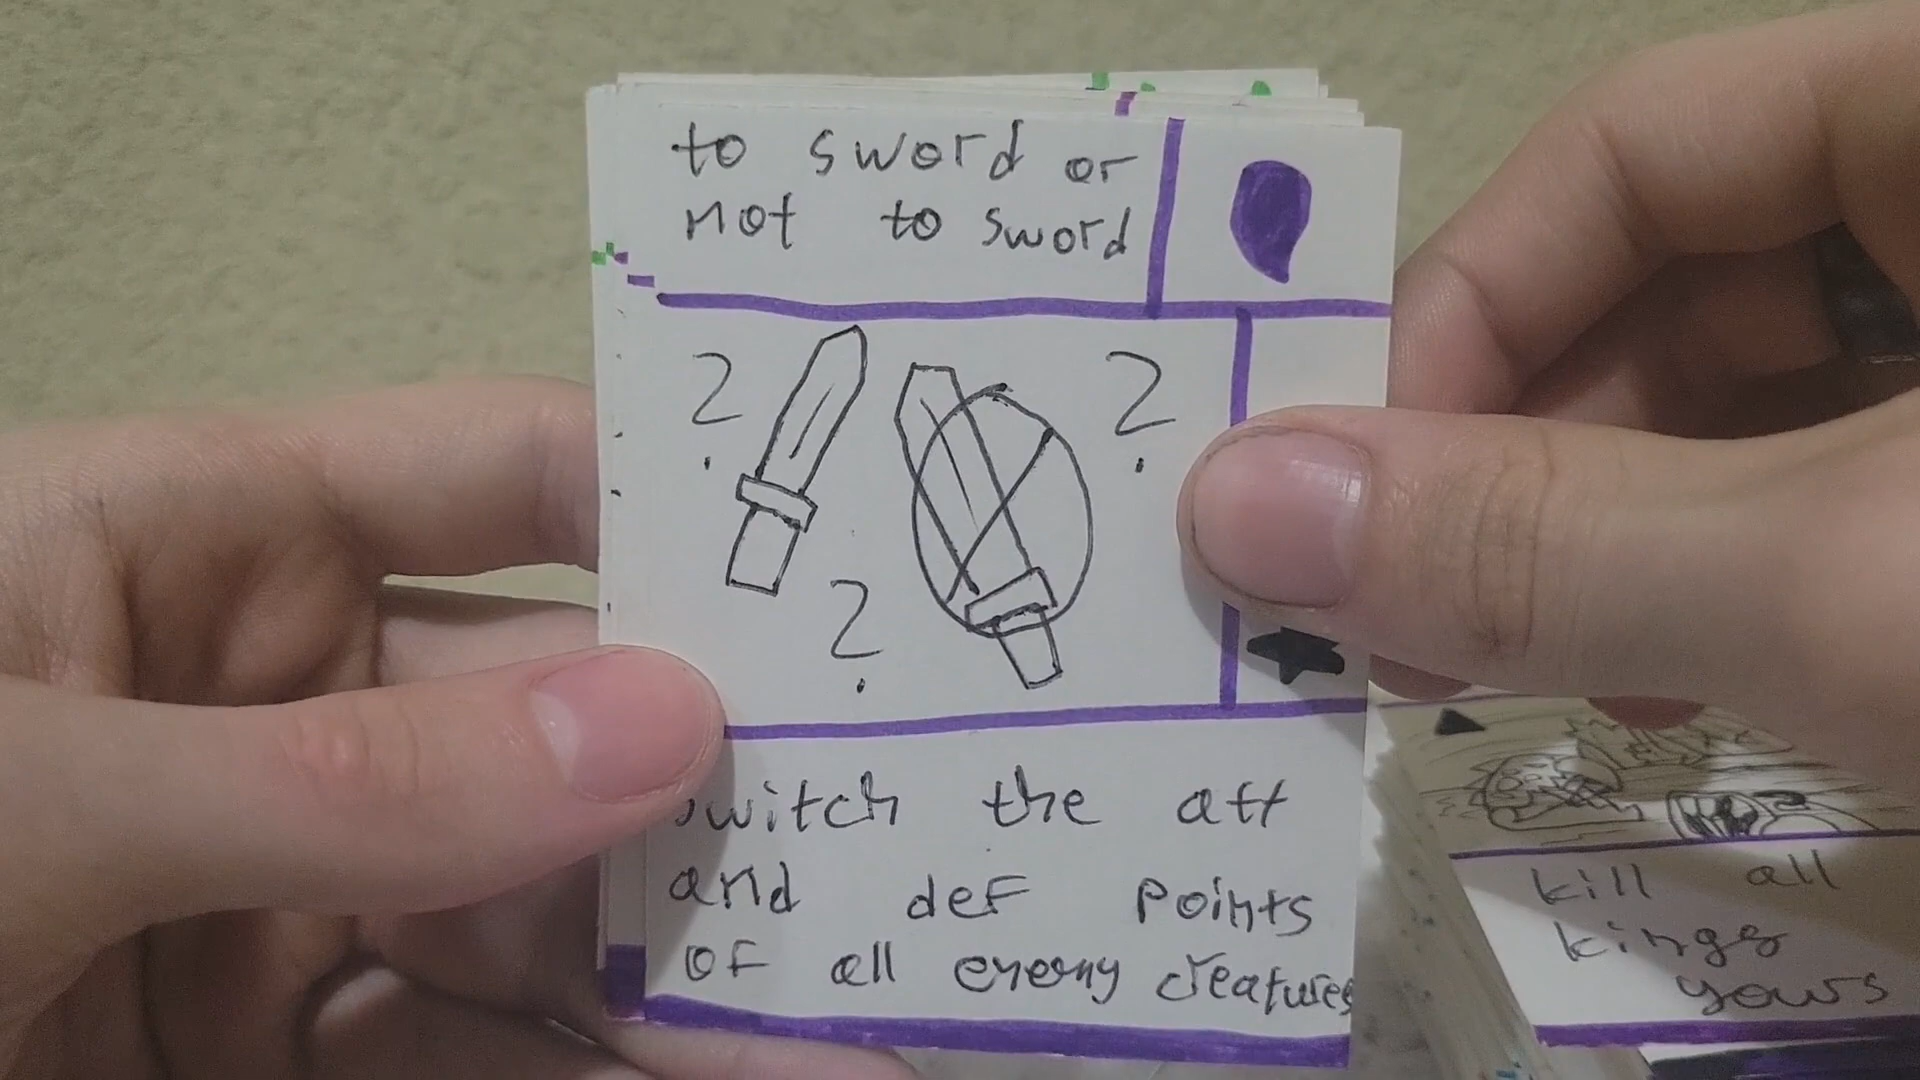 to sword or
not to sword
? ?
?
switch the att
and def points
of all enemy creatures
kill all
kings
yours